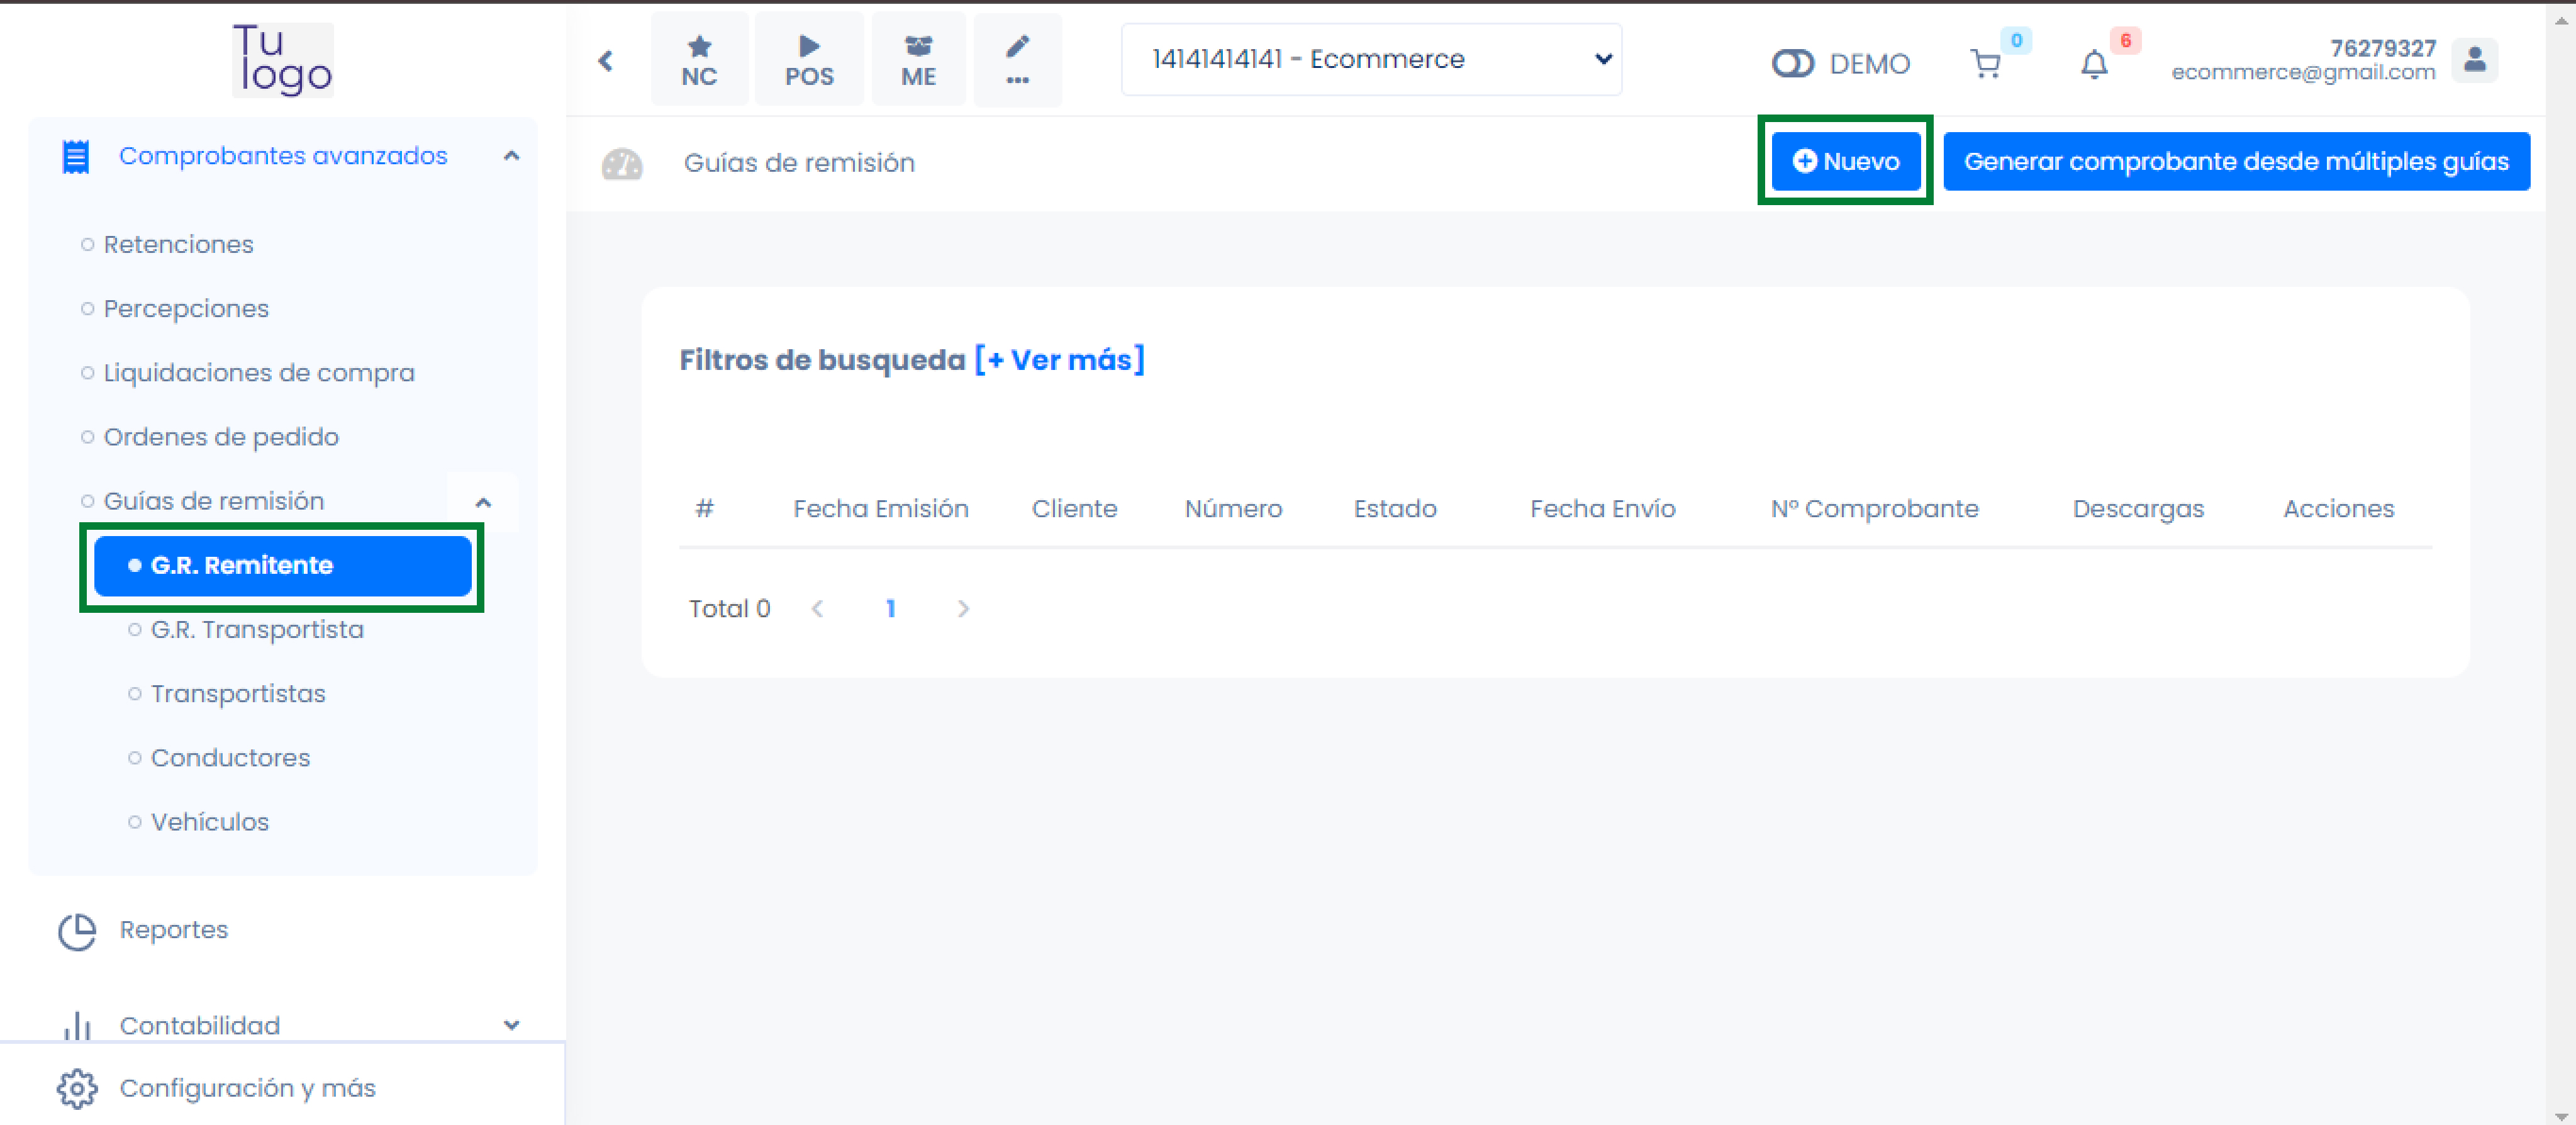 Tu
logo
Comprobantes avanzados
Retenciones
Percepciones
Liquidaciones de compra
Ordenes de pedido
Guías de remisión
G.R. Remitente
G.R. Transportista
Transportistas
Conductores
Vehículos
Reportes
Contabilidad
Configuración y más
NC
POS
ME
...
14141414141 - Ecommerce
DEMO
0
6
76279327
ecommerce@gmail.com
Guías de remisión
Nuevo
Generar comprobante desde múltiples guías
Filtros de busqueda [+ Ver más]
# Fecha Emisión Cliente Número Estado Fecha Envío Nº Comprobante Descargas Acciones
Total 0 < 1 >